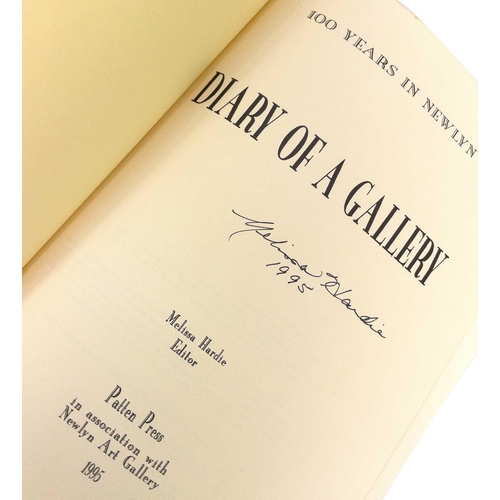 100 YEARS IN NEWLYN
DIARY OF A GALLERY
Melissa Hardie
1995
Melissa Hardie
Editor
Patten Press
in association with
Newlyn Art Gallery
1995